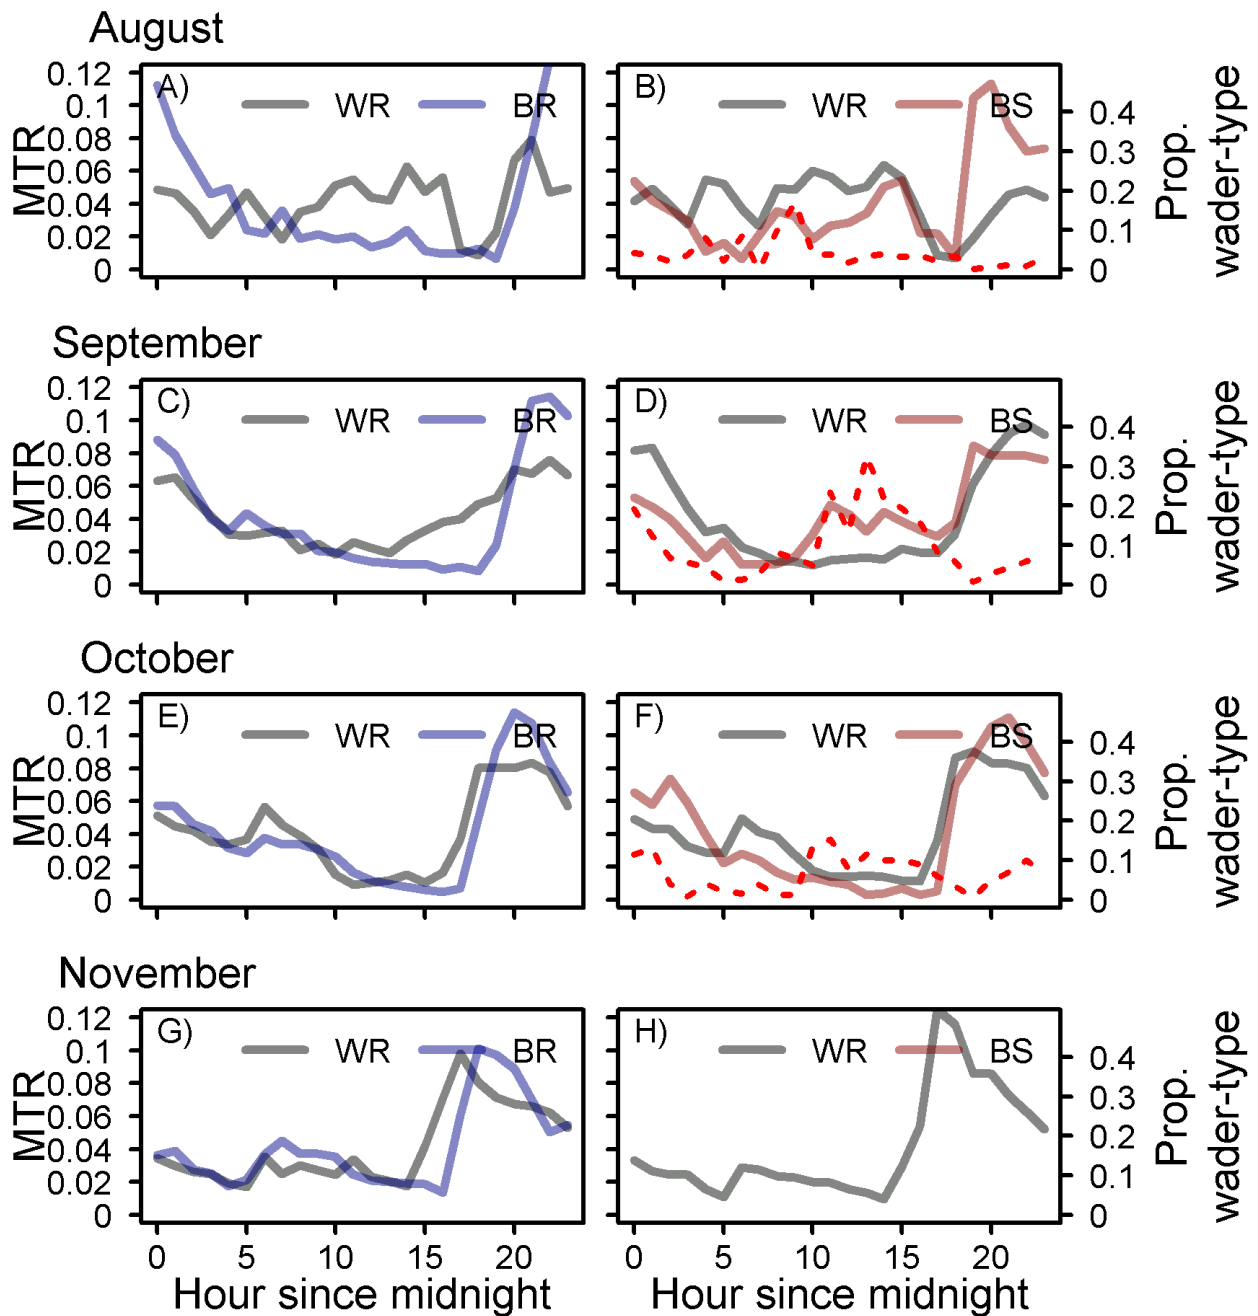 August
A) WR BR
B) WR BS
0.12
0.1
0.08
0.06
0.04
0.02
0
MTR
0.4
0.3
0.2
0.1
0
Prop.
wader-type
September
C) WR BR
D) WR BS
0.12
0.1
0.08
0.06
0.04
0.02
0
MTR
0.4
0.3
0.2
0.1
0
Prop.
wader-type
October
E) WR BR
F) WR BS
0.12
0.1
0.08
0.06
0.04
0.02
0
MTR
0.4
0.3
0.2
0.1
0
Prop.
wader-type
November
G) WR BR
H) WR BS
0.12
0.1
0.08
0.06
0.04
0.02
0
MTR
0.4
0.3
0.2
0.1
0
Prop.
wader-type
0 5 10 15 20
0 5 10 15 20
Hour since midnight
Hour since midnight